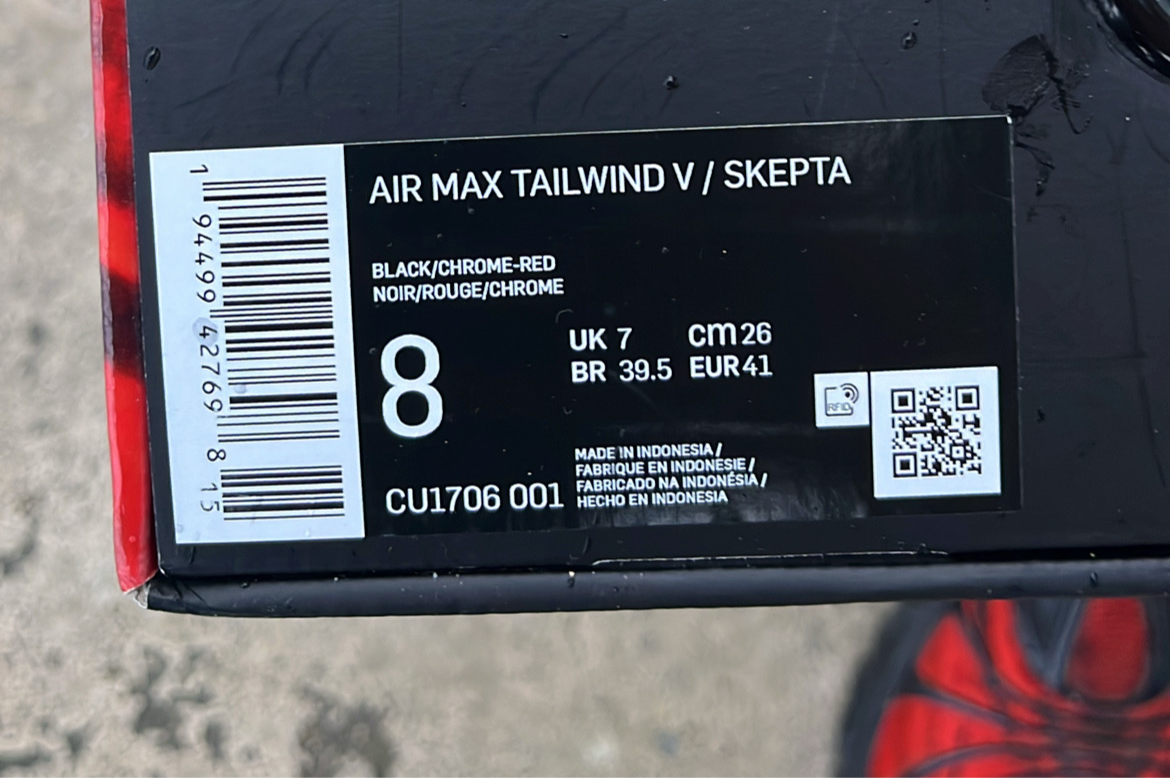 AIR MAX TAILWIND V / SKEPTA
BLACK/CHROME-RED
NOIR/ROUGE/CHROME
8
UK 7 cm 26
BR 39.5 EUR 41
RFID
MADE IN INDONESIA /
FABRIQUE EN INDONESIE /
FABRICADO NA INDONÉSIA /
HECHO EN INDONESIA
CU1706 001
1 94499 42769 8 15